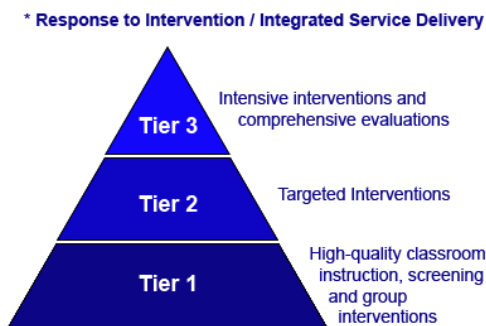 * Response to Intervention / Integrated Service Delivery
Tier 3
Intensive interventions and
comprehensive evaluations
Tier 2
Targeted Interventions
Tier 1
High-quality classroom
instruction, screening
and group
interventions